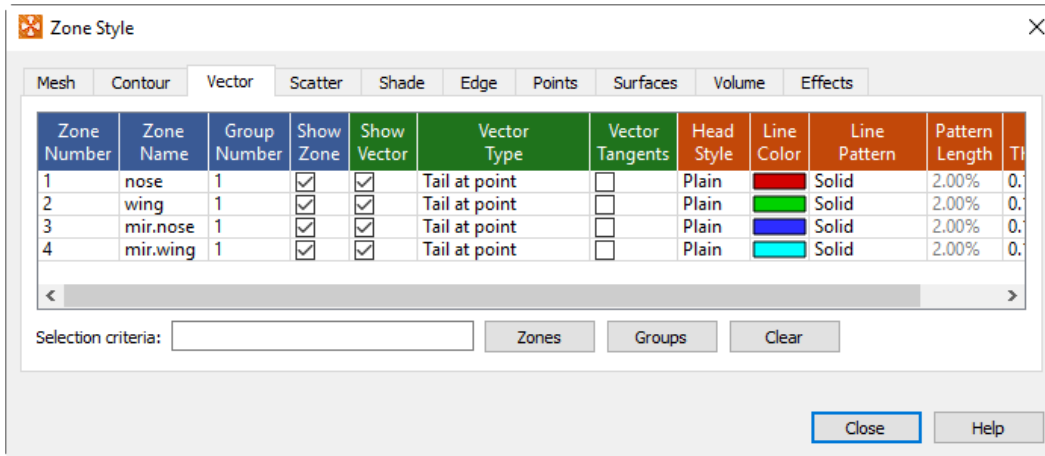 Zone Style
Mesh Contour Vector Scatter Shade Edge Points Surfaces Volume Effects
Zone Zone Group Show Show Vector Vector Head Line Line Pattern
Number Name Number Zone Vector Type Tangents Style Color Pattern Length
1 nose 1 Tail at point Plain Solid 2.00% 0.
2 wing 1 Tail at point Plain Solid 2.00% 0.
3 mir.nose 1 Tail at point Plain Solid 2.00% 0.
4 mir.wing 1 Tail at point Plain Solid 2.00% 0.
Selection criteria: Zones Groups Clear
Close Help